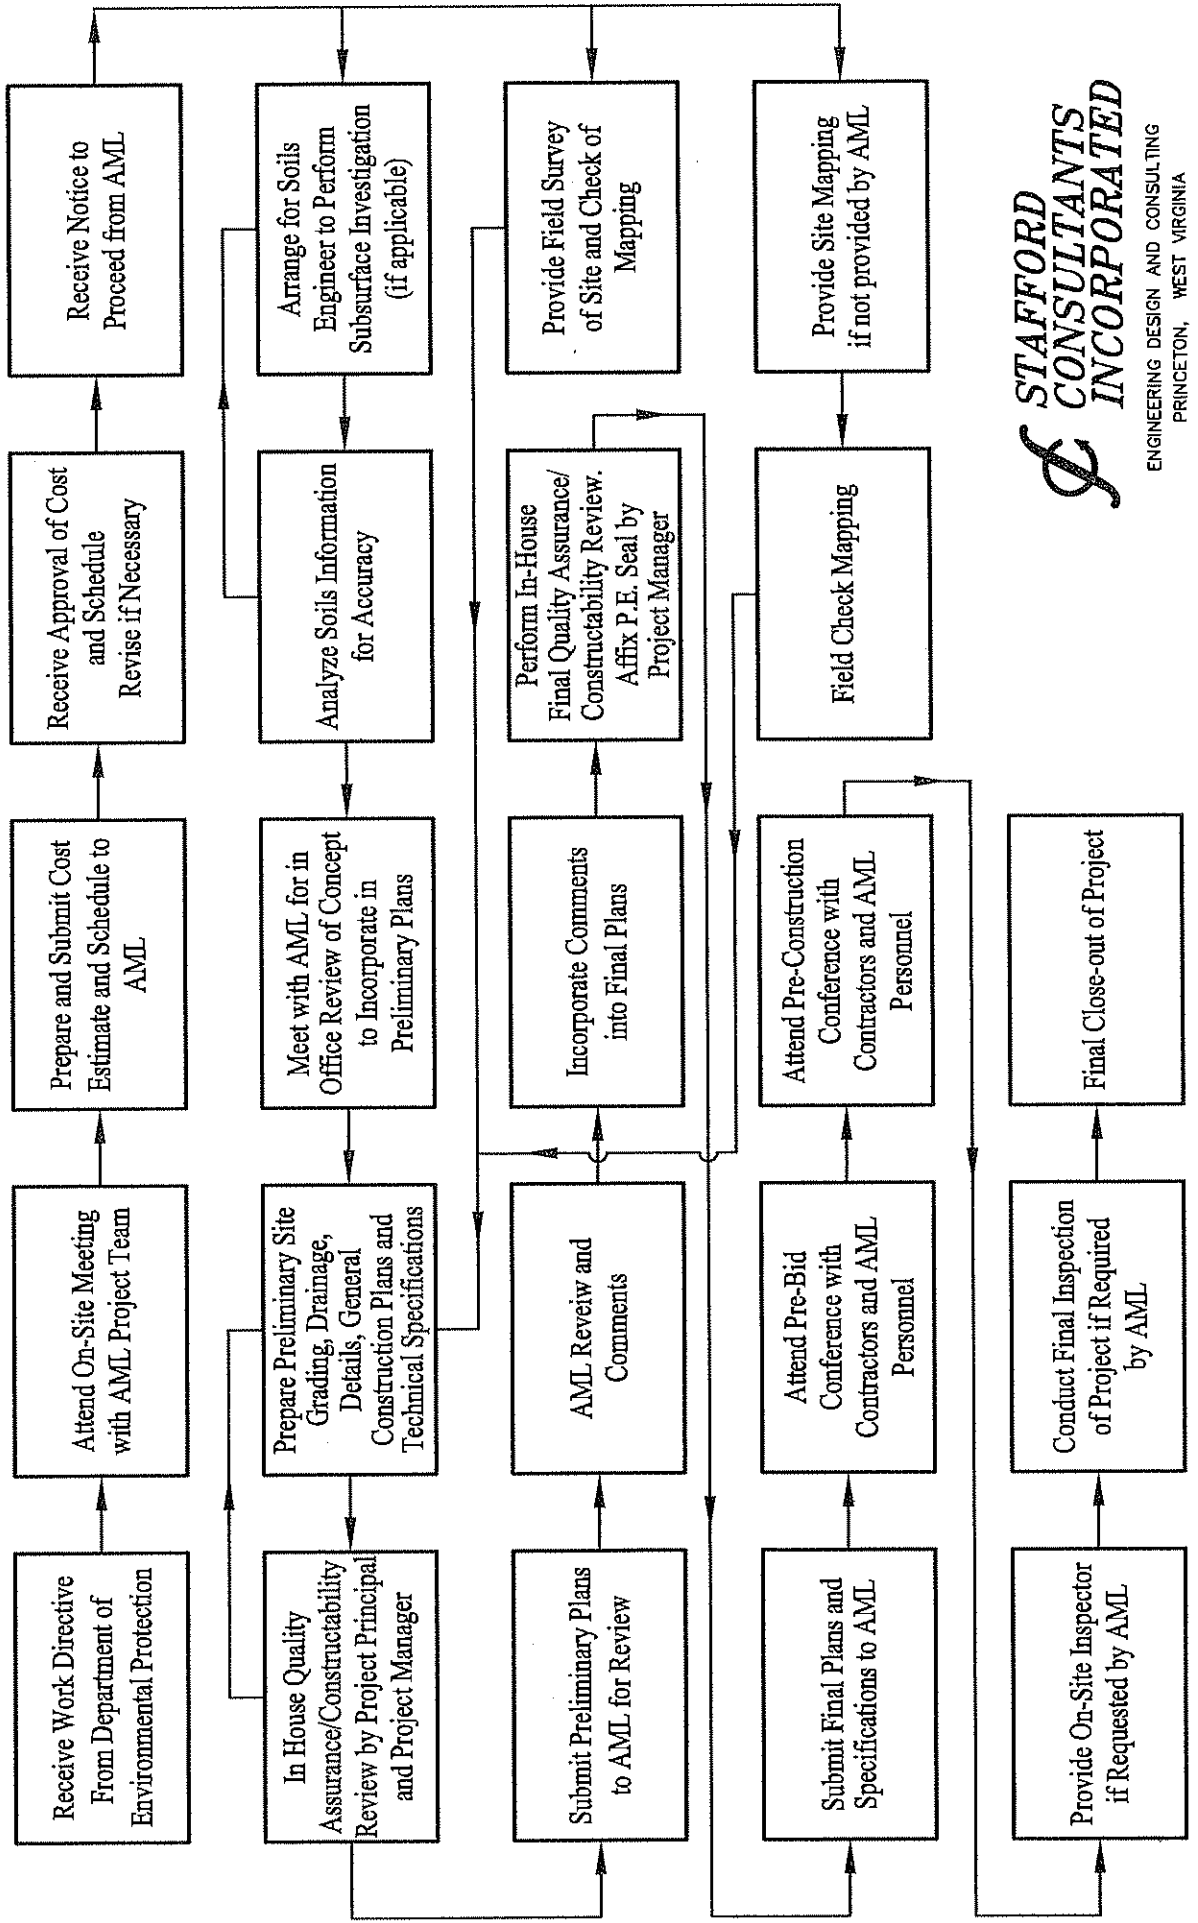 Receive Work Directive
From Department of
Environmental Protection
Attend On-Site Meeting
with AML Project Team
Prepare and Submit Cost
Estimate and Schedule to
AML
Receive Approval of Cost
and Schedule
Revise if Necessary
Receive Notice to
Proceed from AML
In House Quality
Assurance/Constructability
Review by Project Principal
and Project Manager
Prepare Preliminary Site
Grading, Drainage,
Details, General
Construction Plans and
Technical Specifications
Meet with AML for in
Office Review of Concept
to Incorporate in
Preliminary Plans
Analyze Soils Information
for Accuracy
Arrange for Soils
Engineer to Perform
Subsurface Investigation
(if applicable)
Submit Preliminary Plans
to AML for Review
AML Reveiw and
Comments
Incorporate Comments
into Final Plans
Perform In-House
Final Quality Assurance/
Constructability Review.
Affix P.E. Seal by
Project Manager
Provide Field Survey
of Site and Check of
Mapping
Submit Final Plans and
Specifications to AML
Attend Pre-Bid
Conference with
Contractors and AML
Personnel
Attend Pre-Construction
Conference with
Contractors and AML
Personnel
Field Check Mapping
Provide Site Mapping
if not provided by AML
Provide On-Site Inspector
if Requested by AML
Conduct Final Inspection
of Project if Required
by AML
Final Close-out of Project
STAFFORD
CONSULTANTS
INCORPORATED
ENGINEERING DESIGN AND CONSULTING
PRINCETON, WEST VIRGINIA